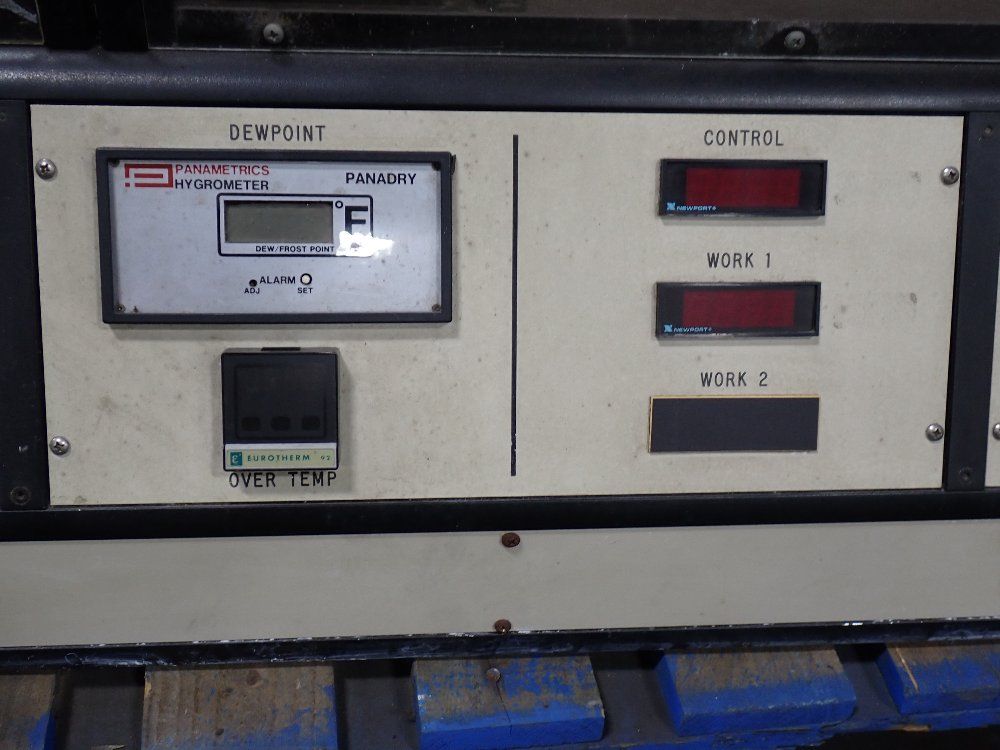 DEWPOINT
PANAMETRICS
HYGROMETER
PANADRY
°F
DEW/FROST POINT
ALARM
ADJ SET
EUROTHERM 92
OVER TEMP
CONTROL
NEWPORT
WORK 1
NEWPORT
WORK 2